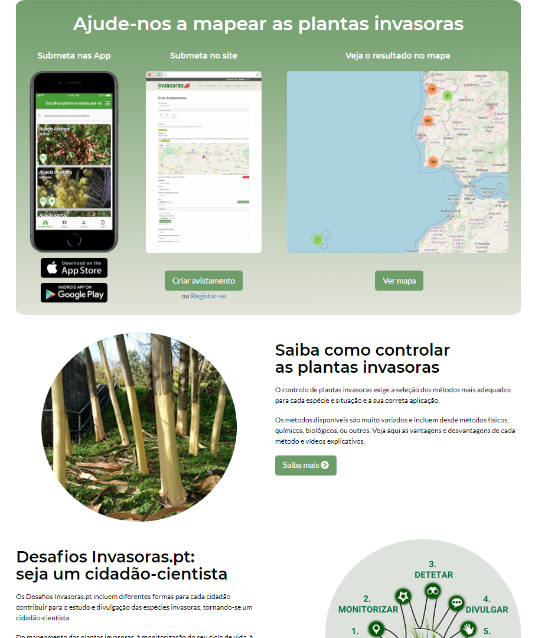 Ajude-nos a mapear as plantas invasoras
Submeta nas App
Submeta no site
Veja o resultado no mapa
Escolha a planta invasora que viu
invasoras.pt
Download on the
App Store
ANDROID APP ON
Google Play
Criar avistamento
ou Registar-se
Ver mapa
Saiba como controlar
as plantas invasoras
O controlo de plantas invasoras exige a seleção dos métodos mais adequados
para cada espécie e situação e a sua correta aplicação.
Os métodos disponíveis são muito variados e incluem desde métodos físicos,
químicos, biológicos, ou outros. Veja aqui as vantagens e desvantagens de cada
método e vídeos explicativos.
Saiba mais
Desafios Invasoras.pt:
seja um cidadão-cientista
Os Desafios Invasoras.pt incluem diferentes formas para cada cidadão
contribuir para o estudo e divulgação das espécies invasoras, tornando-se um
cidadão-cientista.
Do mapeamento das plantas invasoras, à monitorização do seu ciclo de vida, à
3.
DETETAR
2.
MONITORIZAR
4.
DIVULGAR
1.
5.